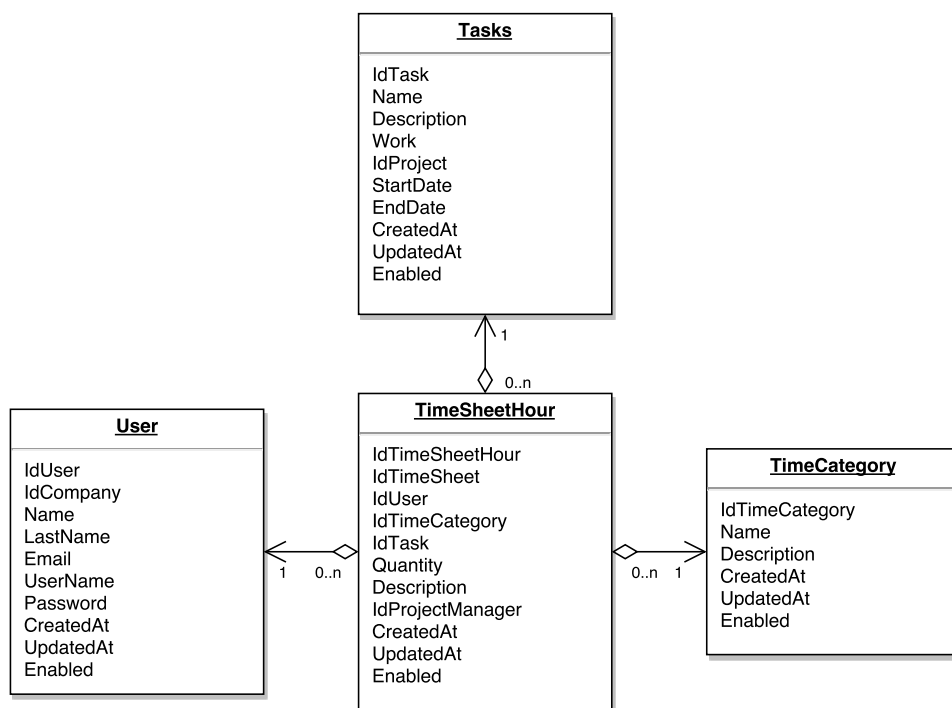 Tasks
IdTask
Name
Description
Work
IdProject
StartDate
EndDate
CreatedAt
UpdatedAt
Enabled
1
0..n
User
IdUser
IdCompany
Name
LastName
Email
UserName
Password
CreatedAt
UpdatedAt
Enabled
1
0..n
TimeSheetHour
IdTimeSheetHour
IdTimeSheet
IdUser
IdTimeCategory
IdTask
Quantity
Description
IdProjectManager
CreatedAt
UpdatedAt
Enabled
0..n
1
TimeCategory
IdTimeCategory
Name
Description
CreatedAt
UpdatedAt
Enabled